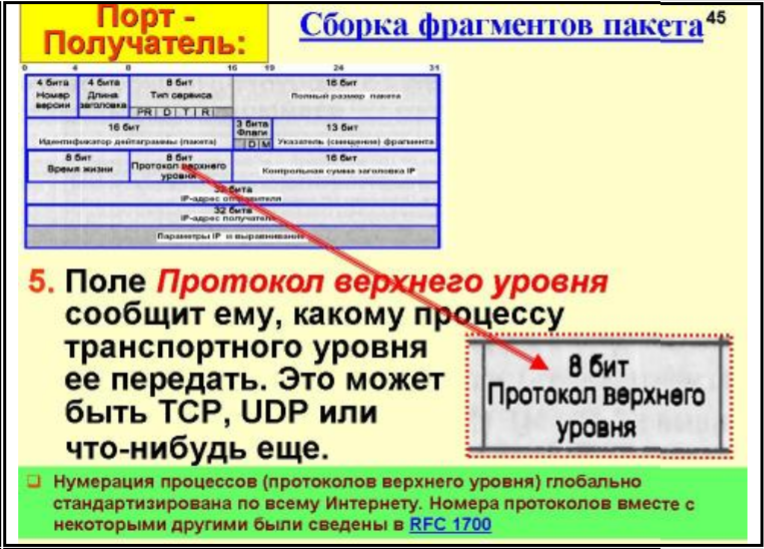 Порт -
Получатель:
Сборка фрагментов пакета
45
0 4 8 16 19 24 31
4 бита 4 бита 8 бит 16 бит
Номер Длина Тип сервиса Полный размер пакета
версии заголовка
PR D T R
16 бит 3 бита 13 бит
Флаги
Идентификатор дейтаграммы (пакета) D M Указатель (смещение) фрагмента
8 бит 8 бит 16 бит
Время жизни Протокол верхнего Контрольная сумма заголовка IP
уровня
32 бита
IP-адрес отправителя
32 бита
IP-адрес получателя
Параметры IP и выравнивание
5. Поле Протокол верхнего уровня
сообщит ему, какому процессу
транспортного уровня
ее передать. Это может
быть TCP, UDP или
что-нибудь еще.
8 бит
Протокол верхнего
уровня
Нумерация процессов (протоколов верхнего уровня) глобально
стандартизирована по всему Интернету. Номера протоколов вместе с
некоторыми другими были сведены в RFC 1700